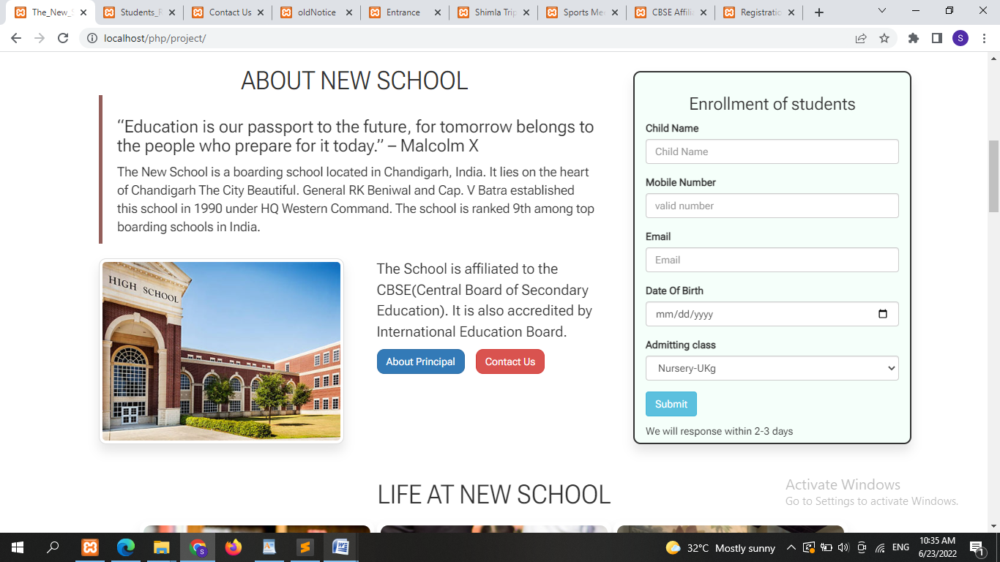 The_New_S
Students_R
Contact Us
oldNotice
Entrance
Shimla Trip
Sports Me
CBSE Affili
Registratio
localhost/php/project/
S
ABOUT NEW SCHOOL
“Education is our passport to the future, for tomorrow belongs to
the people who prepare for it today.” – Malcolm X
The New School is a boarding school located in Chandigarh, India. It lies on the heart
of Chandigarh The City Beautiful. General RK Beniwal and Cap. V Batra established
this school in 1990 under HQ Western Command. The school is ranked 9th among top
boarding schools in India.
HIGH SCHOOL
The School is affiliated to the
CBSE(Central Board of Secondary
Education). It is also accredited by
International Education Board.
About Principal
Contact Us
Enrollment of students
Child Name
Child Name
Mobile Number
valid number
Email
Email
Date Of Birth
mm/dd/yyyy
Admitting class
Nursery-UKg
Submit
We will response within 2-3 days
LIFE AT NEW SCHOOL
Activate Windows
Go to Settings to activate Windows.
32°C Mostly sunny
ENG
10:35 AM
6/23/2022
1